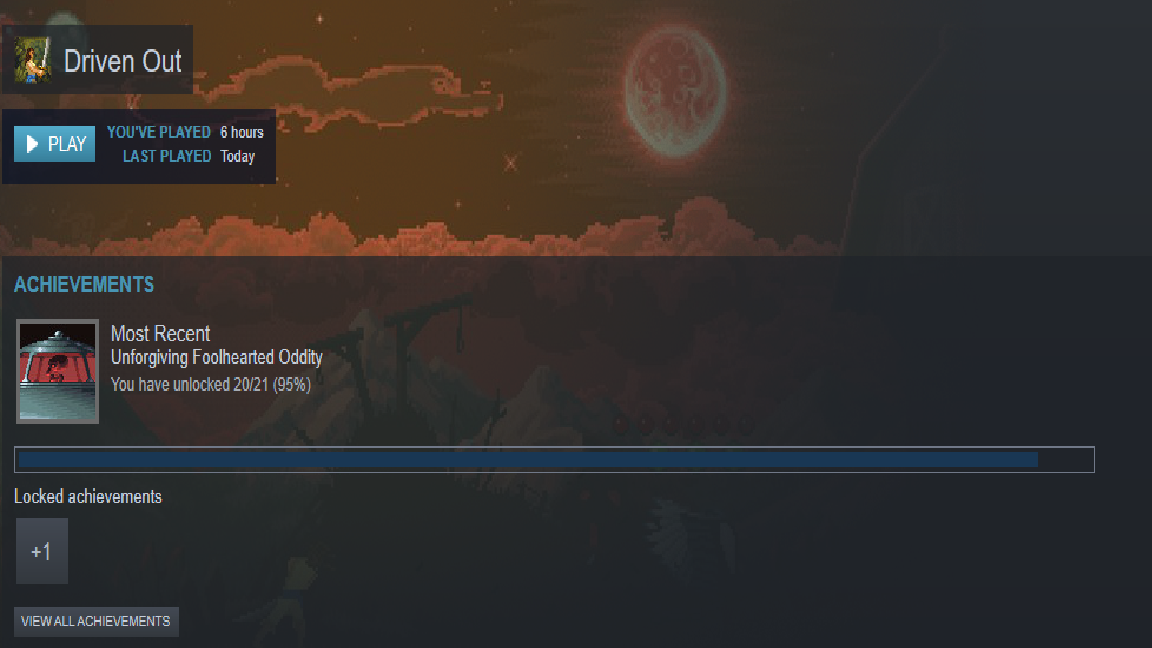 Driven Out
PLAY
YOU'VE PLAYED 6 hours
LAST PLAYED Today
ACHIEVEMENTS
Most Recent
Unforgiving Foolhearted Oddity
You have unlocked 20/21 (95%)
Locked achievements
+1
VIEW ALL ACHIEVEMENTS